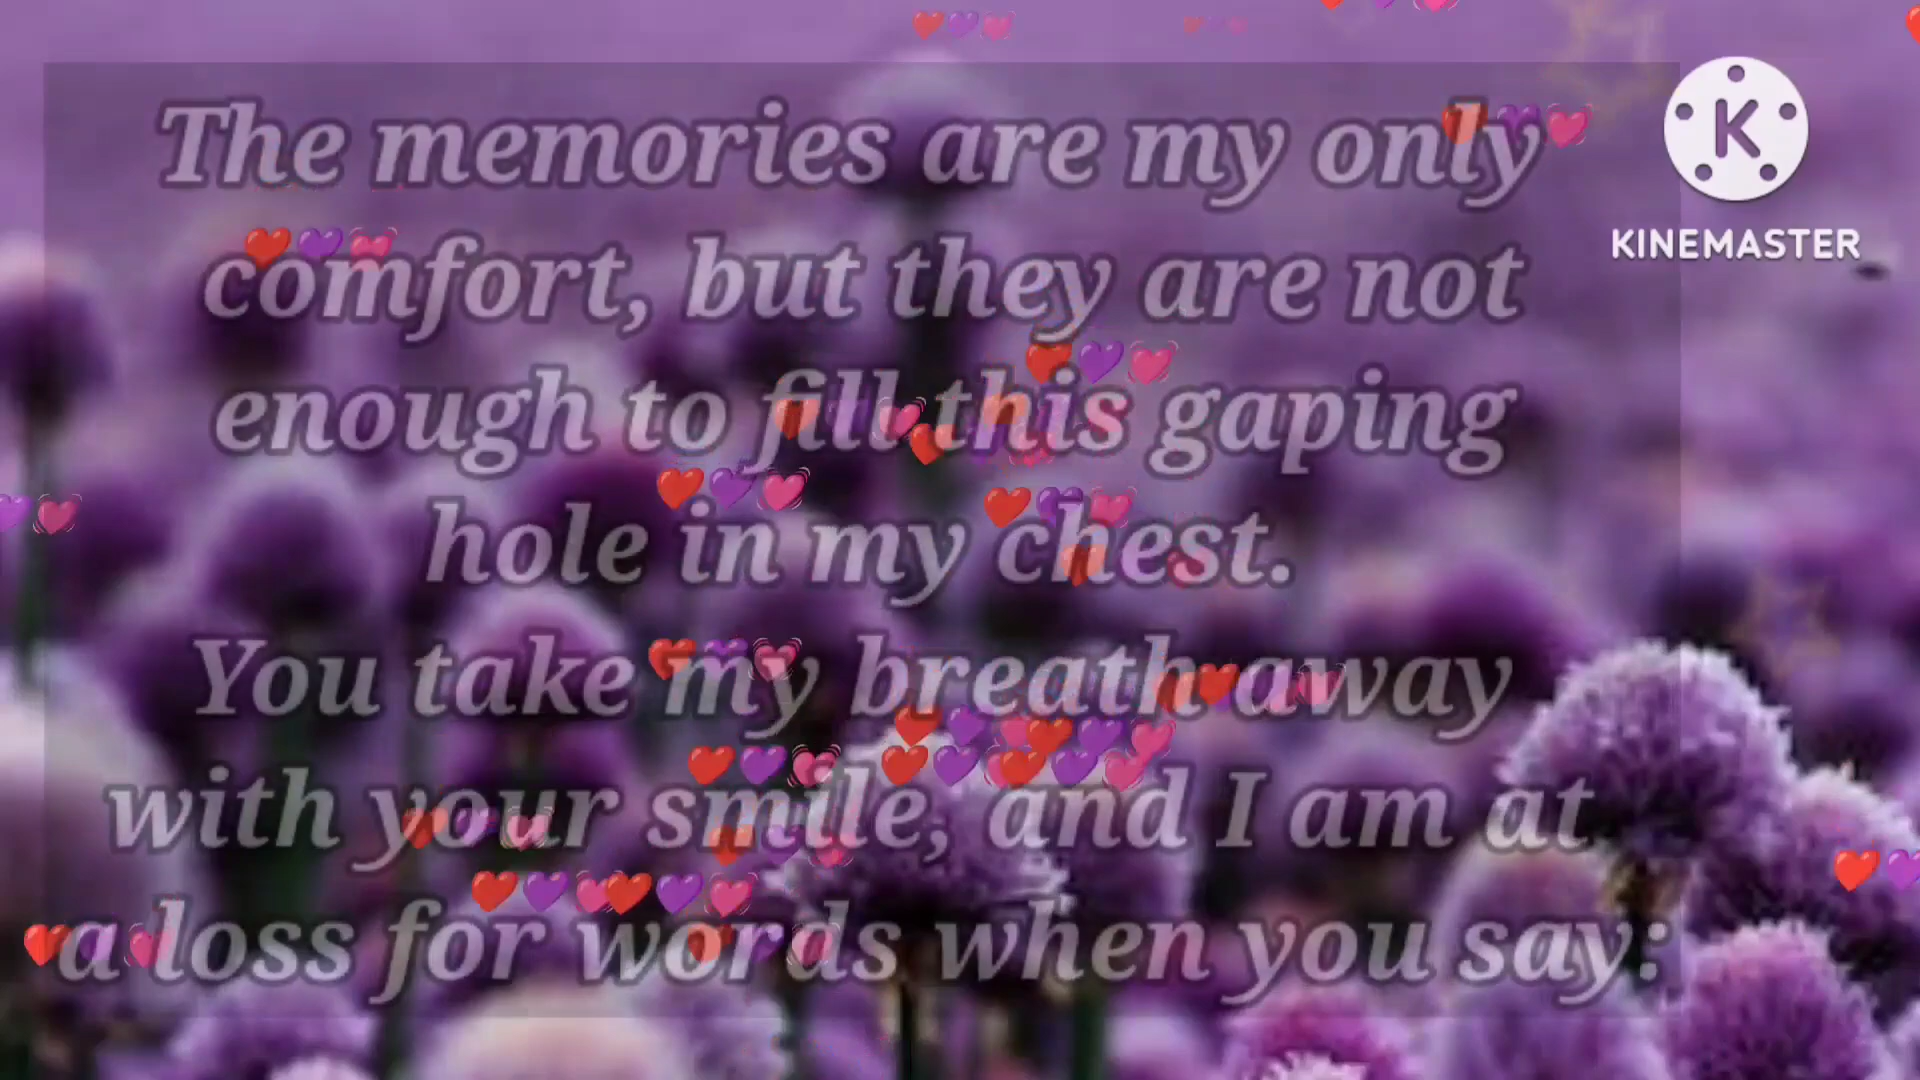 The memories are my only
comfort, but they are not
enough to fill this gaping
hole in my chest.
You take my breath away
with your smile, and I am at
a loss for words when you say:
K
KINEMASTER